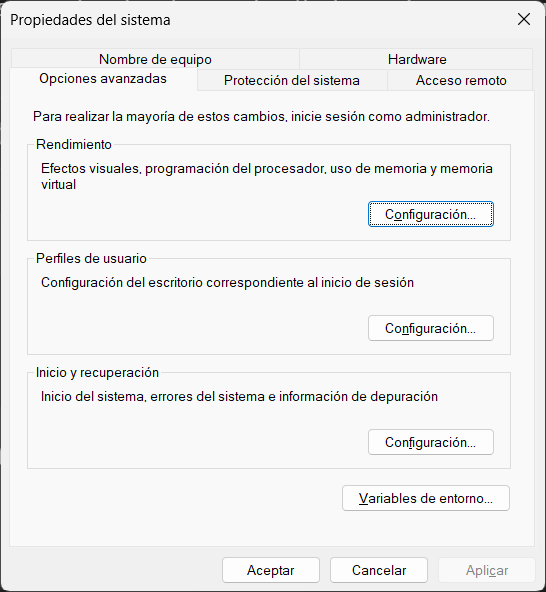 Propiedades del sistema
Nombre de equipo
Hardware
Opciones avanzadas
Protección del sistema
Acceso remoto
Para realizar la mayoría de estos cambios, inicie sesión como administrador.
Rendimiento
Efectos visuales, programación del procesador, uso de memoria y memoria
virtual
Configuración...
Perfiles de usuario
Configuración del escritorio correspondiente al inicio de sesión
Configuración...
Inicio y recuperación
Inicio del sistema, errores del sistema e información de depuración
Configuración...
Variables de entorno...
Aceptar
Cancelar
Aplicar